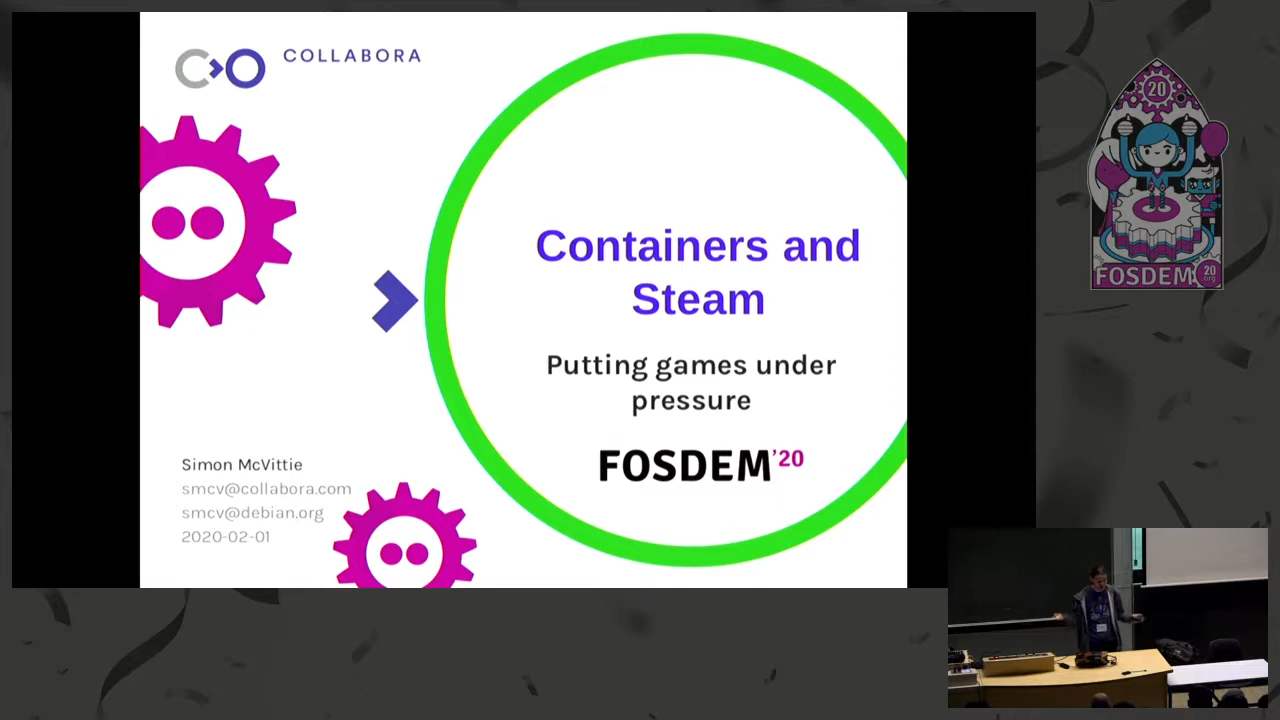 COLLABORA
Containers and
Steam
Putting games under
pressure
FOSDEM'20
Simon McVittie
smcv@collabora.com
smcv@debian.org
2020-02-01
20
FOSDEM
20
.org